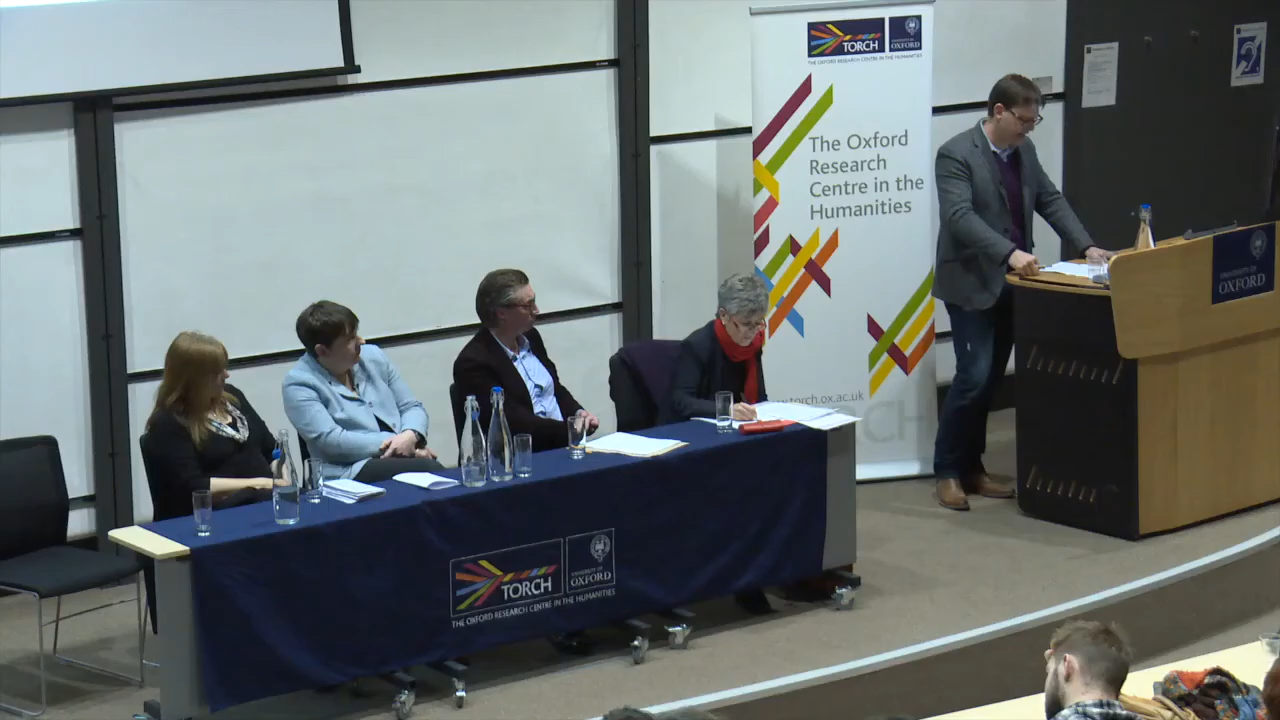 TORCH
UNIVERSITY OF
OXFORD
THE OXFORD RESEARCH CENTRE IN THE HUMANITIES
The Oxford
Research
Centre in the
Humanities
.torch.ox.ac.uk
UNIVERSITY OF
OXFORD
TORCH
UNIVERSITY OF
OXFORD
THE OXFORD RESEARCH CENTRE IN THE HUMANITIES